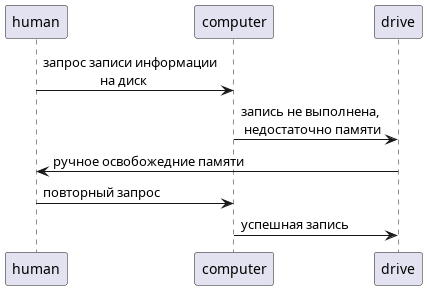 human computer drive
запрос записи информации
на диск
запись не выполнена,
недостаточно памяти
ручное освобожедние памяти
повторный запрос
успешная запись
human computer drive